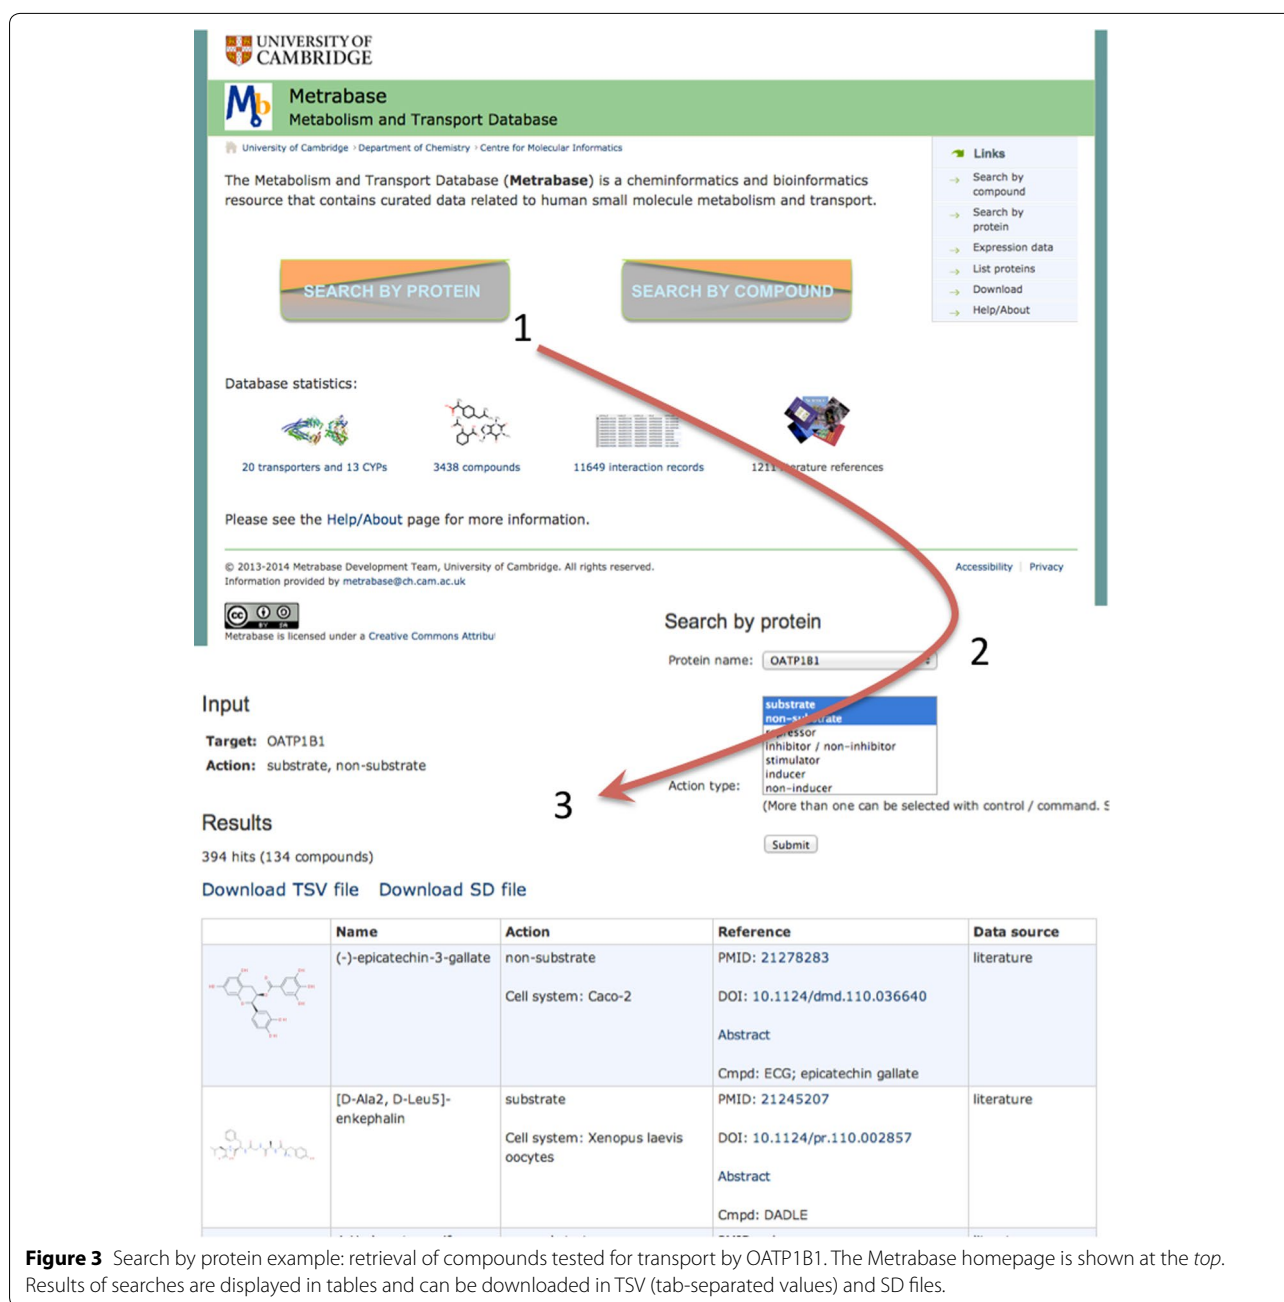 UNIVERSITY OF
CAMBRIDGE
Mb
Metrabase
Metabolism and Transport Database
University of Cambridge › Department of Chemistry › Centre for Molecular Informatics
The Metabolism and Transport Database (Metrabase) is a cheminformatics and bioinformatics
resource that contains curated data related to human small molecule metabolism and transport.
Links
Search by
compound
Search by
protein
Expression data
List proteins
Download
Help/About
SEARCH BY PROTEIN
SEARCH BY COMPOUND
1
Database statistics:
20 transporters and 13 CYPs
3438 compounds
11649 interaction records
1211 literature references
Please see the Help/About page for more information.
© 2013-2014 Metrabase Development Team, University of Cambridge. All rights reserved.
Information provided by metrabase@ch.cam.ac.uk
Accessibility | Privacy
cc BY SA
Metrabase is licensed under a Creative Commons Attribu
Search by protein
Protein name: OATP1B1
2
substrate
non-substrate
repressor
inhibitor / non-inhibitor
stimulator
inducer
non-inducer
Action type:
(More than one can be selected with control / command. S
Submit
Input
Target: OATP1B1
Action: substrate, non-substrate
3
Results
394 hits (134 compounds)
Download TSV file Download SD file
Name Action Reference Data source
(-)-epicatechin-3-gallate non-substrate PMID: 21278283 literature
Cell system: Caco-2 DOI: 10.1124/dmd.110.036640
Abstract
Cmpd: ECG; epicatechin gallate
[D-Ala2, D-Leu5]- substrate PMID: 21245207 literature
enkephalin
Cell system: Xenopus laevis DOI: 10.1124/pr.110.002857
oocytes
Abstract
Cmpd: DADLE
Figure 3 Search by protein example: retrieval of compounds tested for transport by OATP1B1. The Metrabase homepage is shown at the top.
Results of searches are displayed in tables and can be downloaded in TSV (tab-separated values) and SD files.